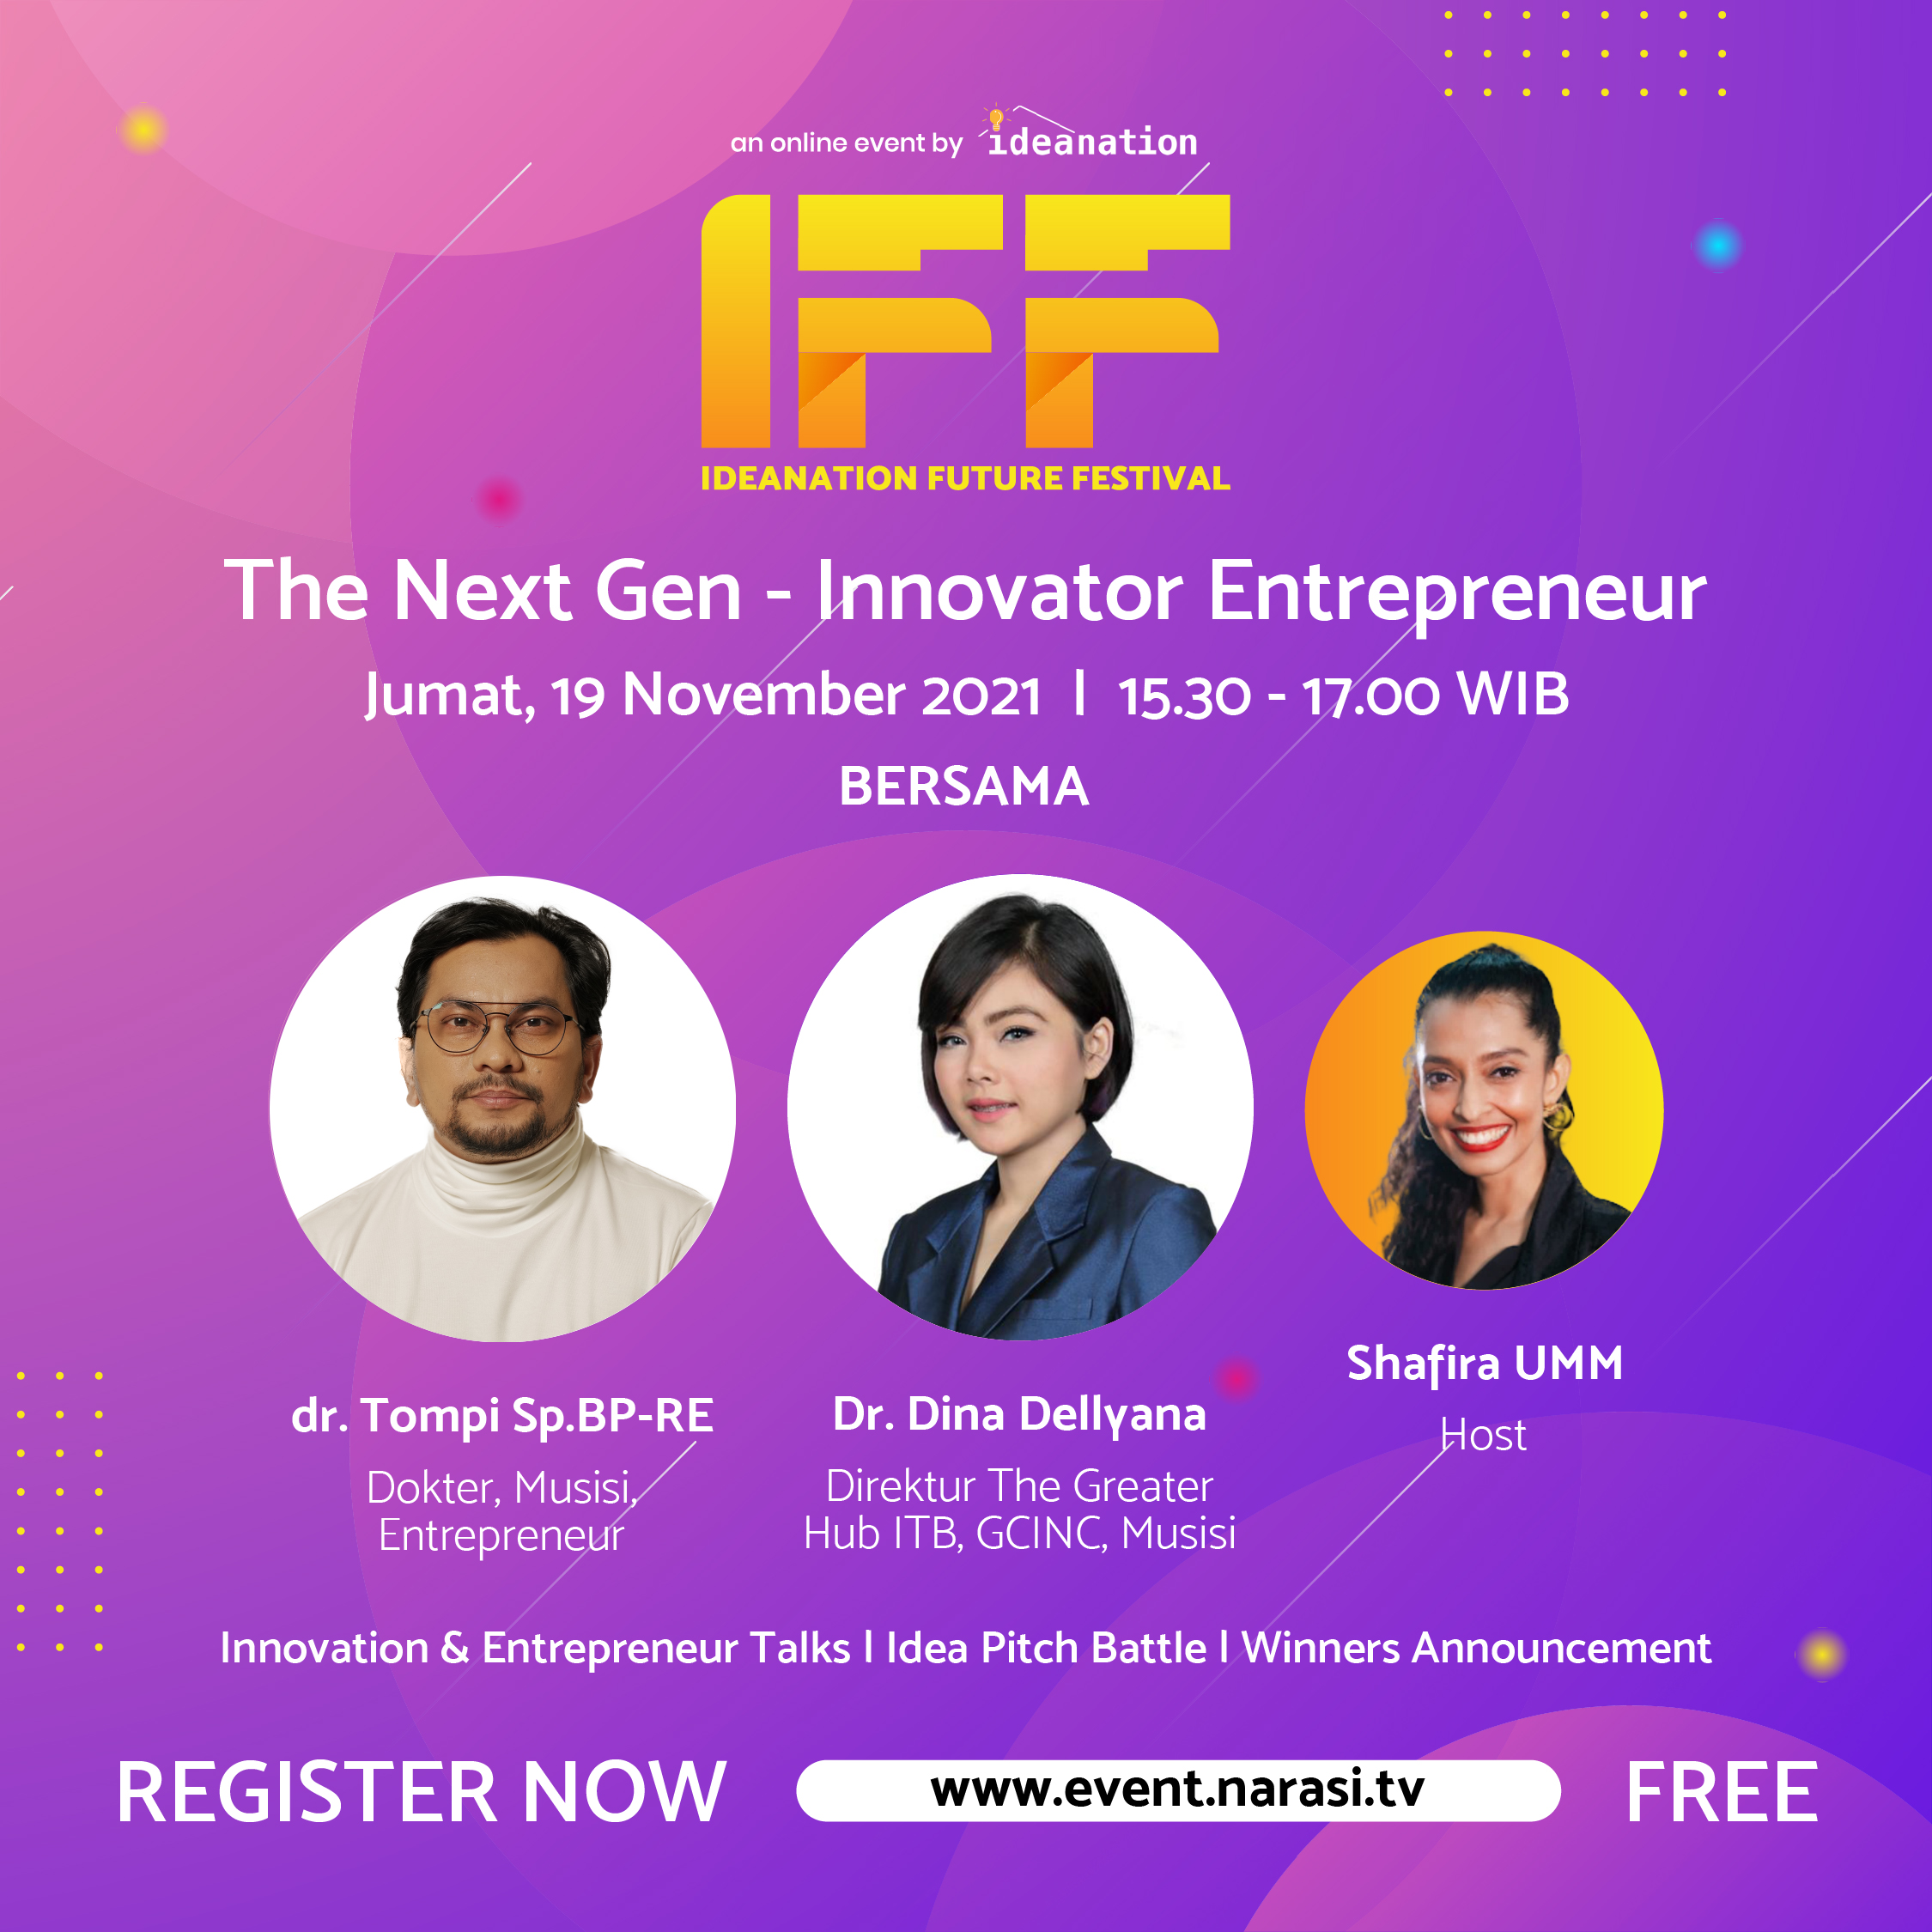 an online event by ideanation
IFF
IDEANATION FUTURE FESTIVAL
The Next Gen - Innovator Entrepreneur
Jumat, 19 November 2021 | 15.30 - 17.00 WIB
BERSAMA
dr. Tompi Sp.BP-RE
Dokter, Musisi,
Entrepreneur
Dr. Dina Dellyana
Direktur The Greater
Hub ITB, GCINC, Musisi
Shafira UMM
Host
Innovation & Entrepreneur Talks | Idea Pitch Battle | Winners Announcement
REGISTER NOW www.event.narasi.tv FREE